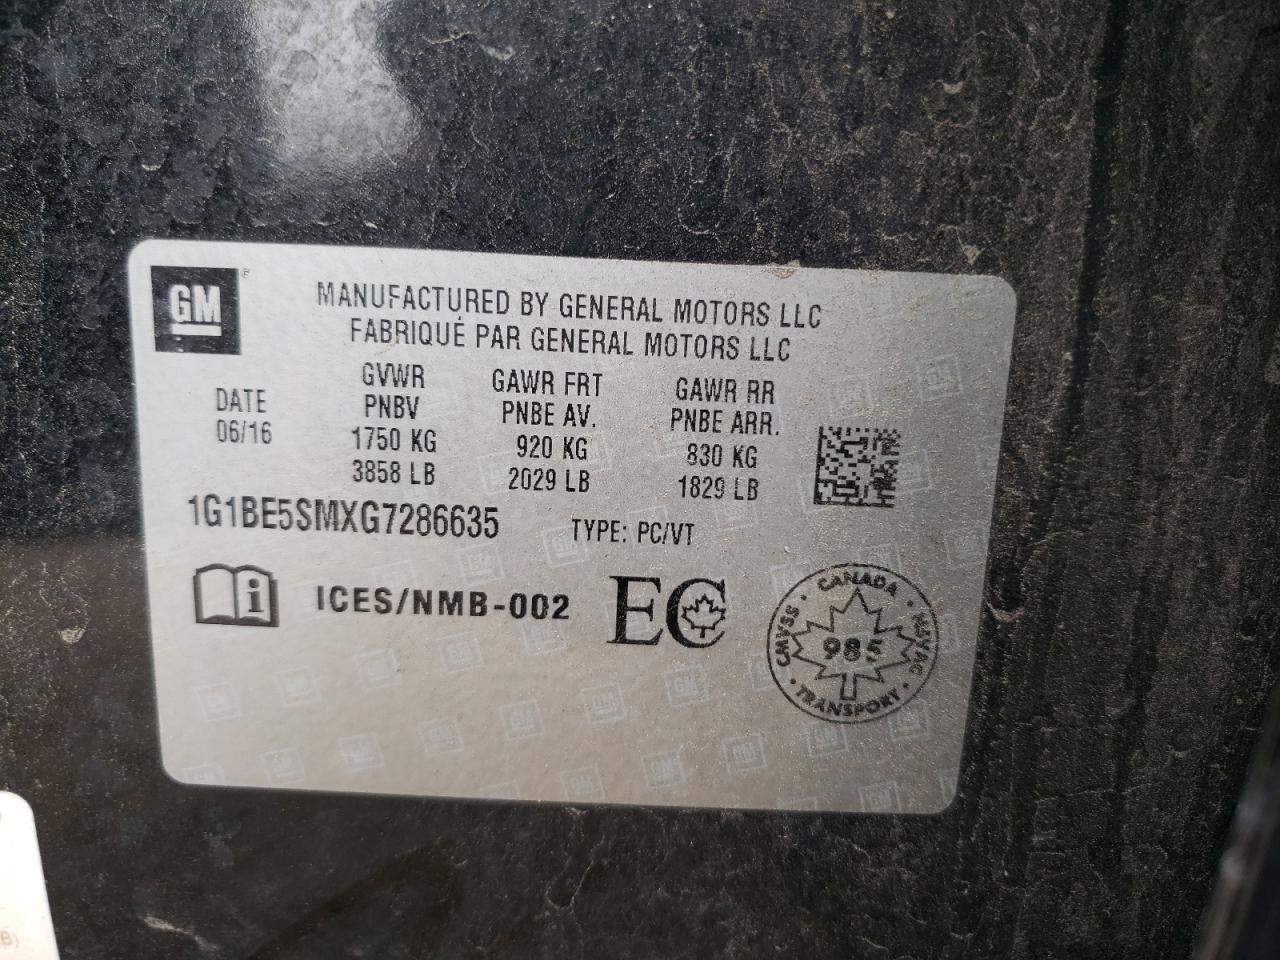 GM
MANUFACTURED BY GENERAL MOTORS LLC
FABRIQUÉ PAR GENERAL MOTORS LLC
DATE
06/16
GVWR
PNBV
1750 KG
3858 LB
GAWR FRT
PNBE AV.
920 KG
2029 LB
GAWR RR
PNBE ARR.
830 KG
1829 LB
1G1BE5SMXG7286635 TYPE: PC/VT
i ICES/NMB-002 EC
CANADA
CMVSS NSVAC
985
TRANSPORT
B)